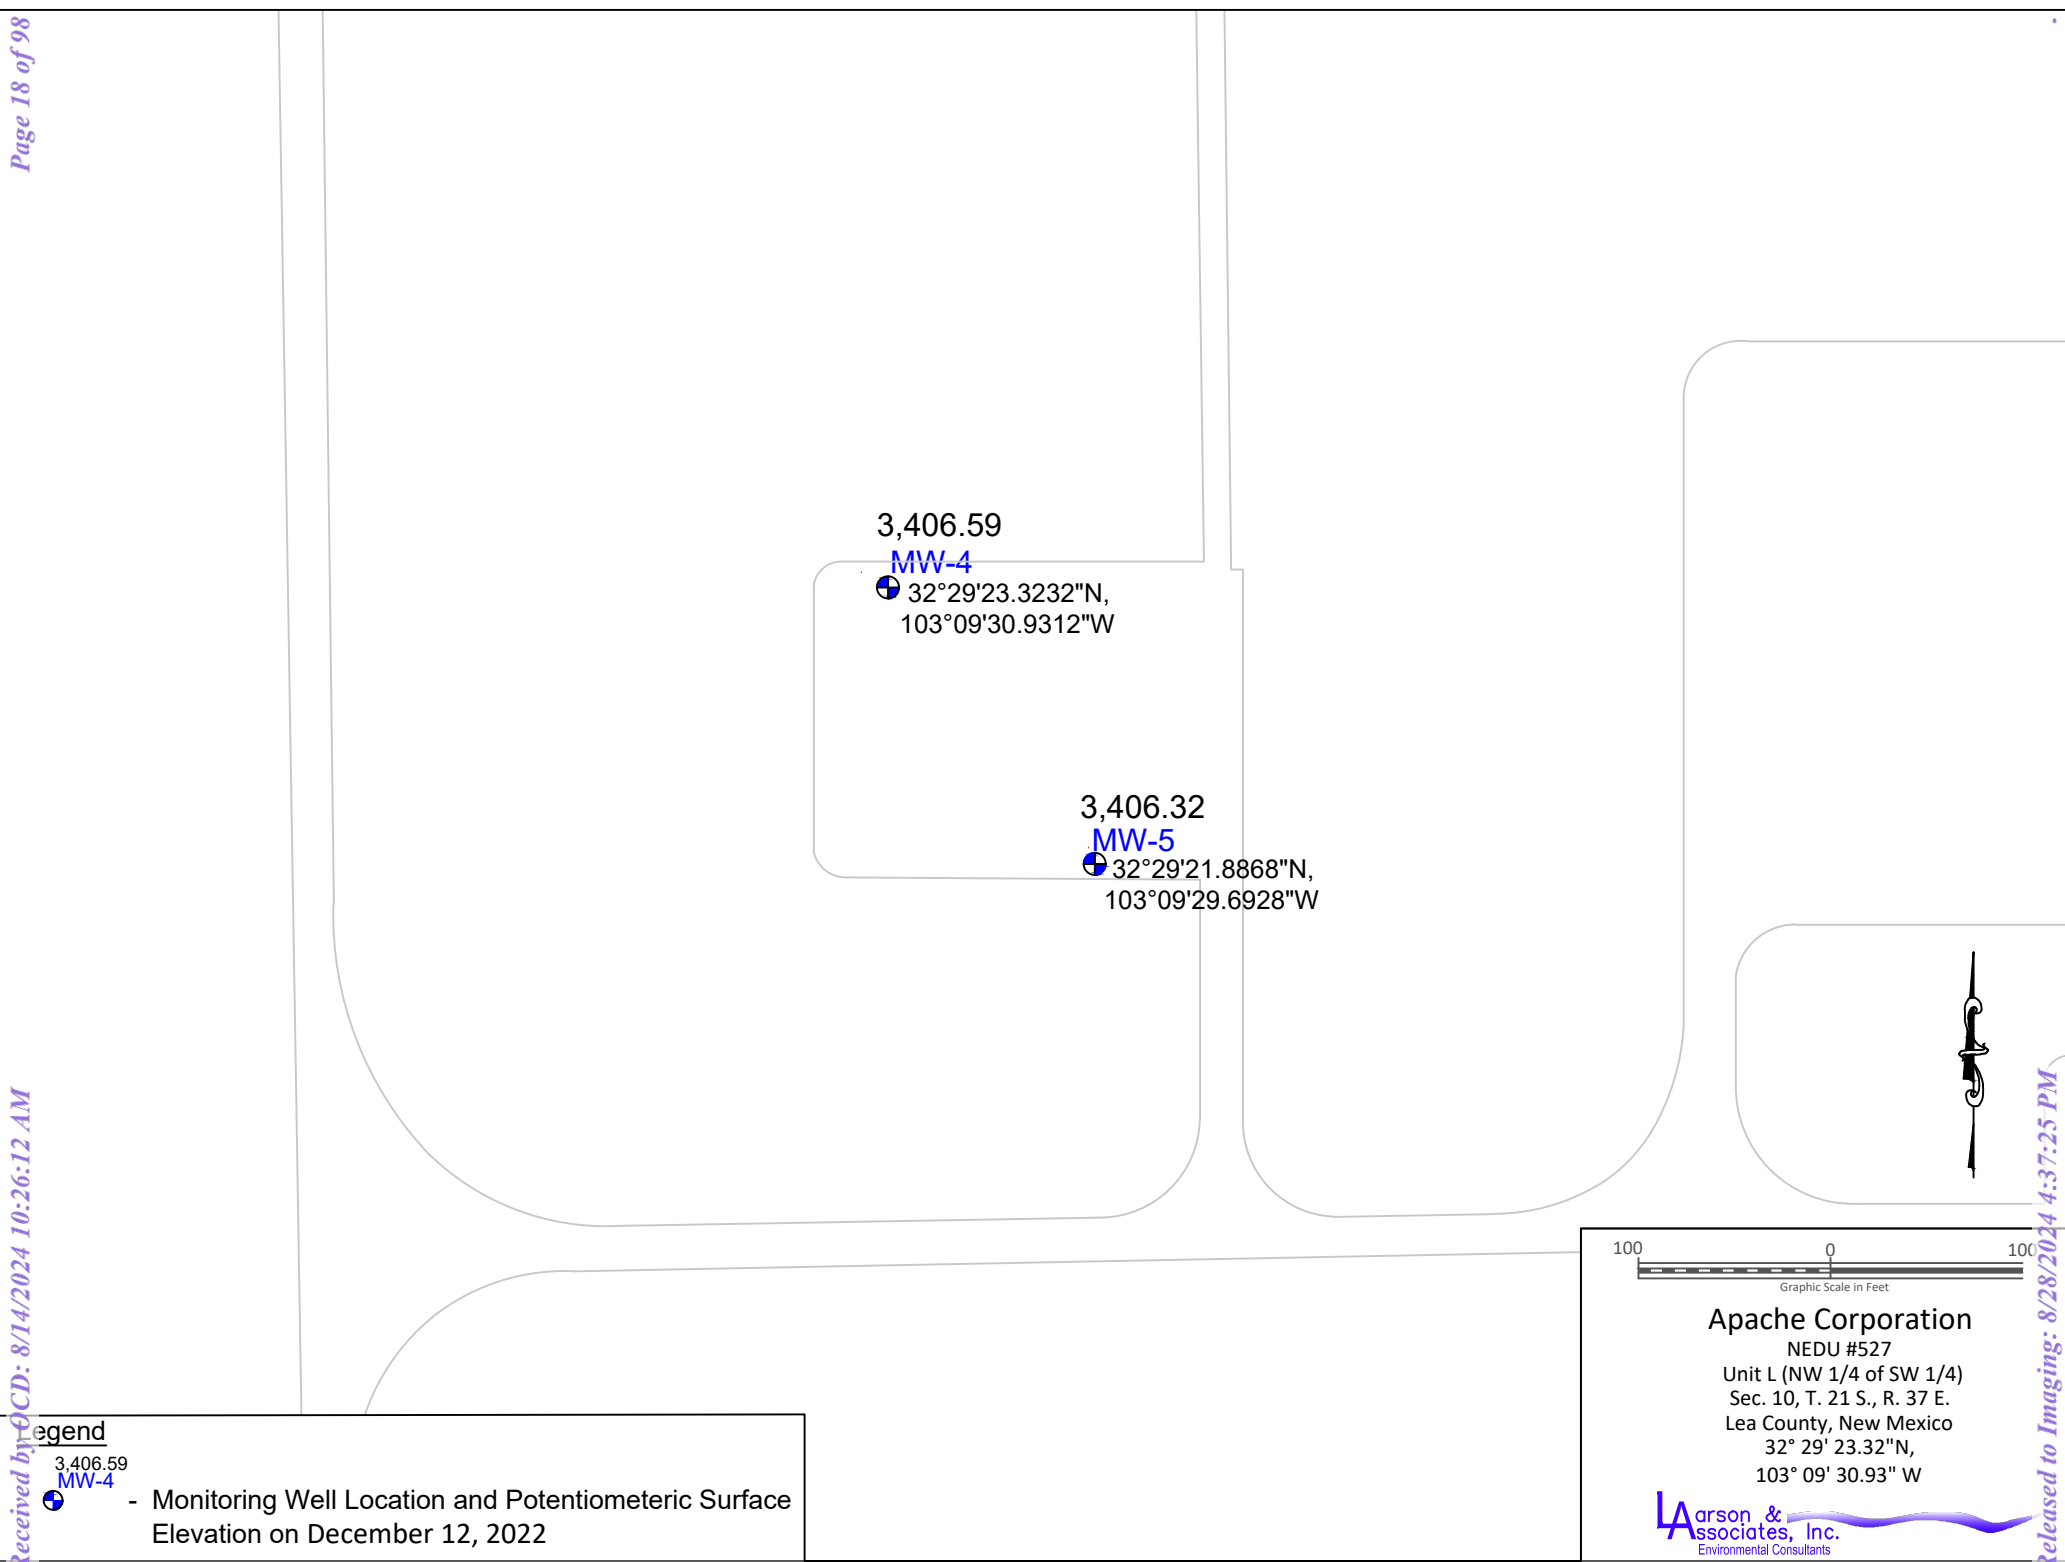 Page 18 of 98
3,406.59
MW-4
32°29'23.3232"N,
103°09'30.9312"W
3,406.32
MW-5
32°29'21.8868"N,
103°09'29.6928"W
Received by OCD: 8/14/2024 10:26:12 AM
Released to Imaging: 8/28/2024 4:37:25 PM
Legend
3,406.59
MW-4
- Monitoring Well Location and Potentiometeric Surface
Elevation on December 12, 2022
100 0 100
Graphic Scale in Feet
Apache Corporation
NEDU #527
Unit L (NW 1/4 of SW 1/4)
Sec. 10, T. 21 S., R. 37 E.
Lea County, New Mexico
32° 29' 23.32"N,
103° 09' 30.93" W
Larson &
Associates, Inc.
Environmental Consultants